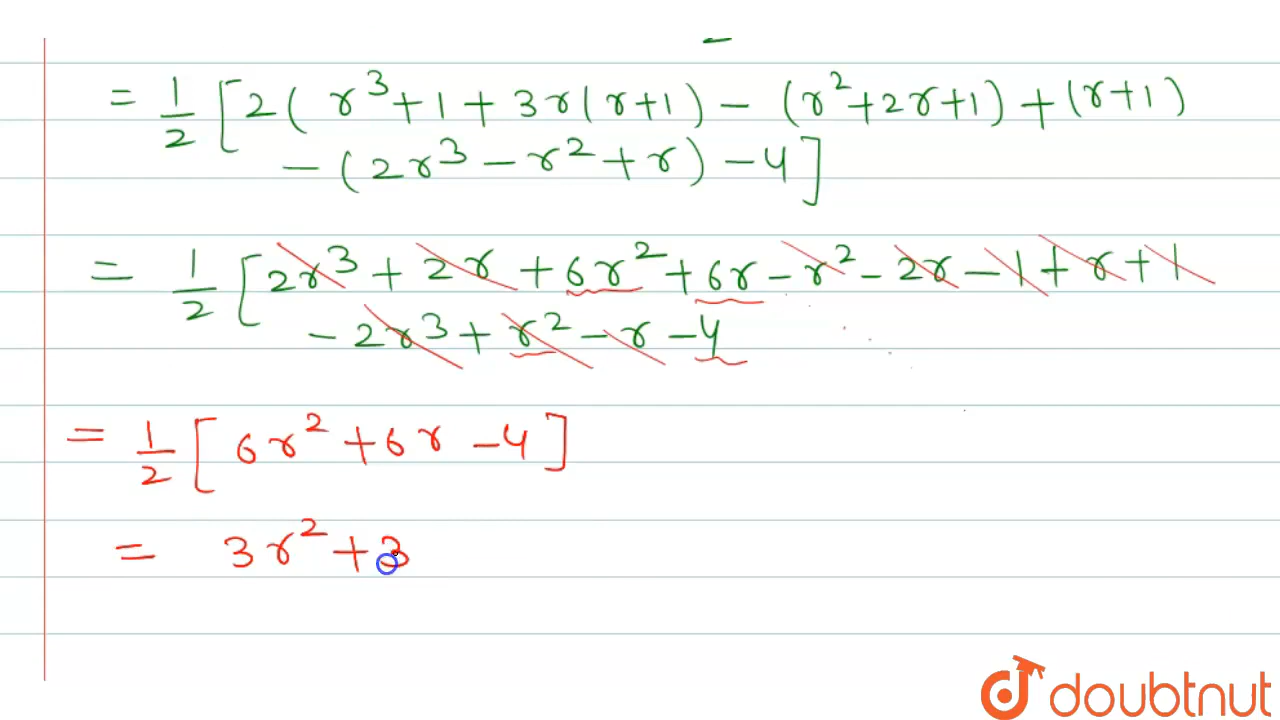 = 1/2 [ 2( r³ + 1 + 3r(r+1) − (r² + 2r + 1) + (r+1)
− (2r³ − r² + r) − 4 ]
= 1/2 [ 2r³ + 2r + 6r² + 6r − r² − 2r − 1 + r + 1
− 2r³ + r² − r − 4
= 1/2 [ 6r² + 6r − 4 ]
= 3r² + 3
doubtnut